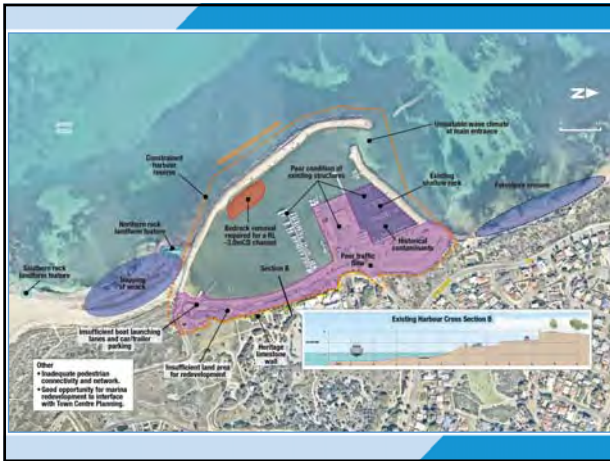 N
Unsuitable wave climate
at main entrance
Constrained
harbour
reserve
Poor condition of
existing structures
Existing
shallow rock
Foreshore erosion
Northern rock
landform feature
Bedrock removal
required for a RL
-3.0mCD channel
Historical
contaminants
Southern rock
landform feature
Trapping
of wrack
Section B
Poor traffic
flow
Existing Harbour Cross Section B
Insufficient boat launching
lanes and car/trailer
parking
Insufficient land area
for redevelopment
Heritage
limestone
wall
Other
• Inadequate pedestrian
connectivity and network.
• Good opportunity for marina
redevelopment to interface
with Town Centre Planning.